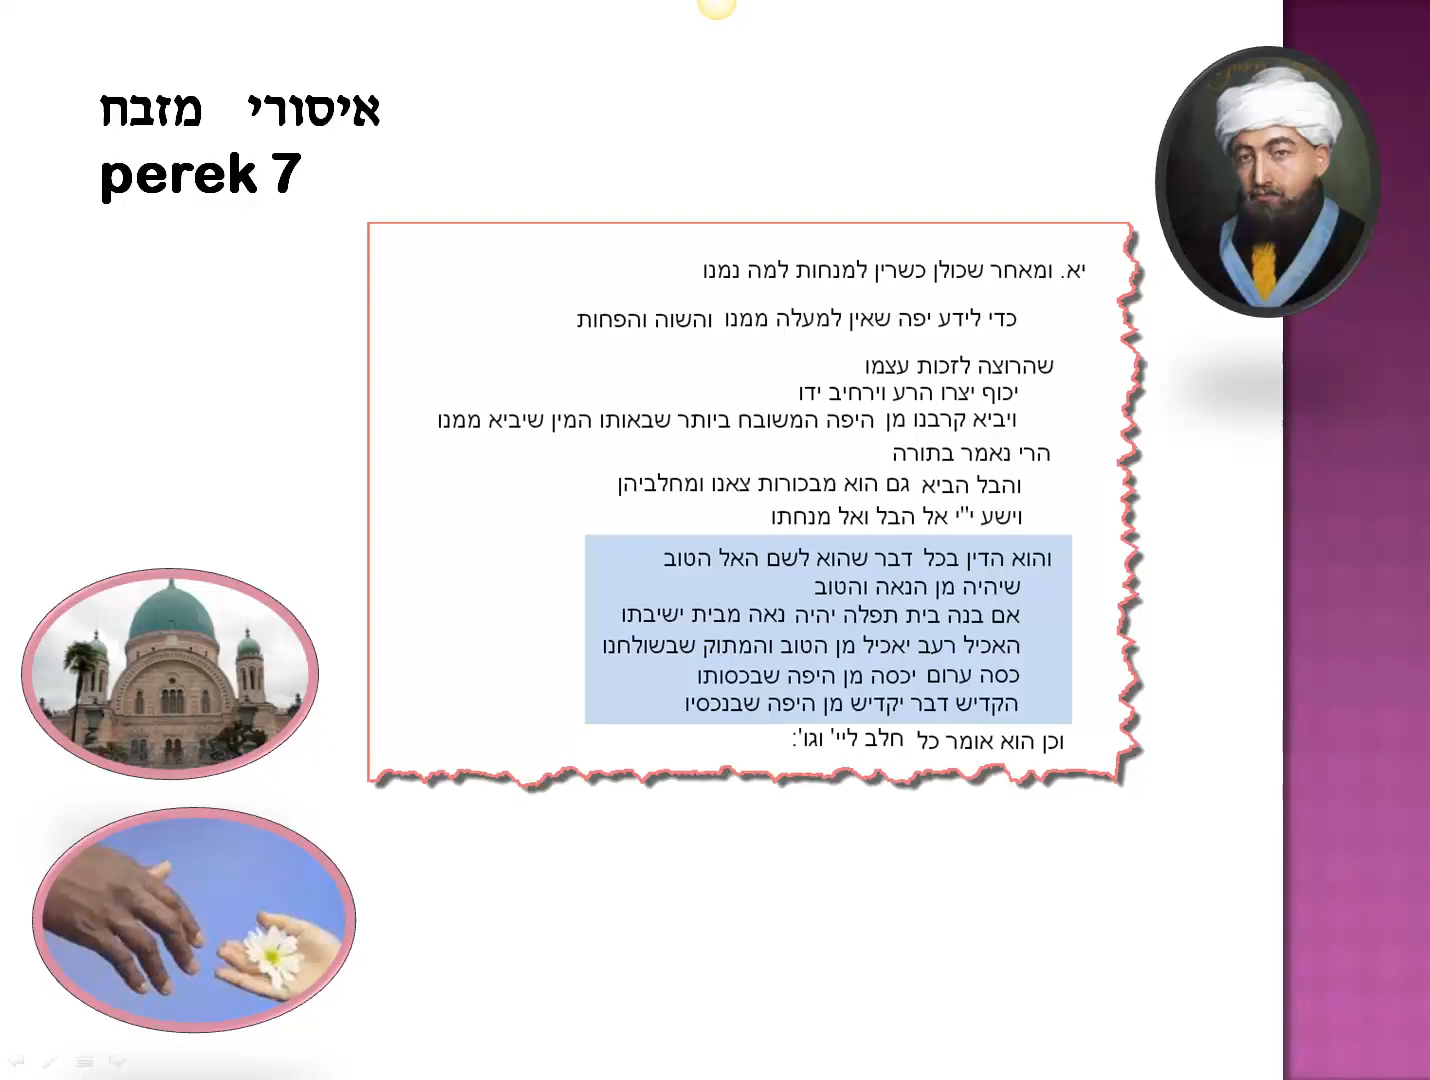 איסורי מזבח
perek 7
יא. ומאחר שכולן כשרין למנחות למה נמנו
כדי לידע יפה שאין למעלה ממנו והשוה והפחות
שהרוצה לזכות עצמו
יכוף יצרו הרע וירחיב ידו
ויביא קרבנו מן היפה המשובח ביותר שבאותו המין שיביא ממנו
הרי נאמר בתורה
והבל הביא גם הוא מבכורות צאנו ומחלביהן
וישע י''י אל הבל ואל מנחתו
והוא הדין בכל דבר שהוא לשם האל הטוב
שיהיה מן הנאה והטוב
אם בנה בית תפלה יהיה נאה מבית ישיבתו
האכיל רעב יאכיל מן הטוב והמתוק שבשולחנו
כסה ערום יכסה מן היפה שבכסותו
הקדיש דבר יקדיש מן היפה שבנכסיו
וכן הוא אומר כל חלב ליי' וגו':